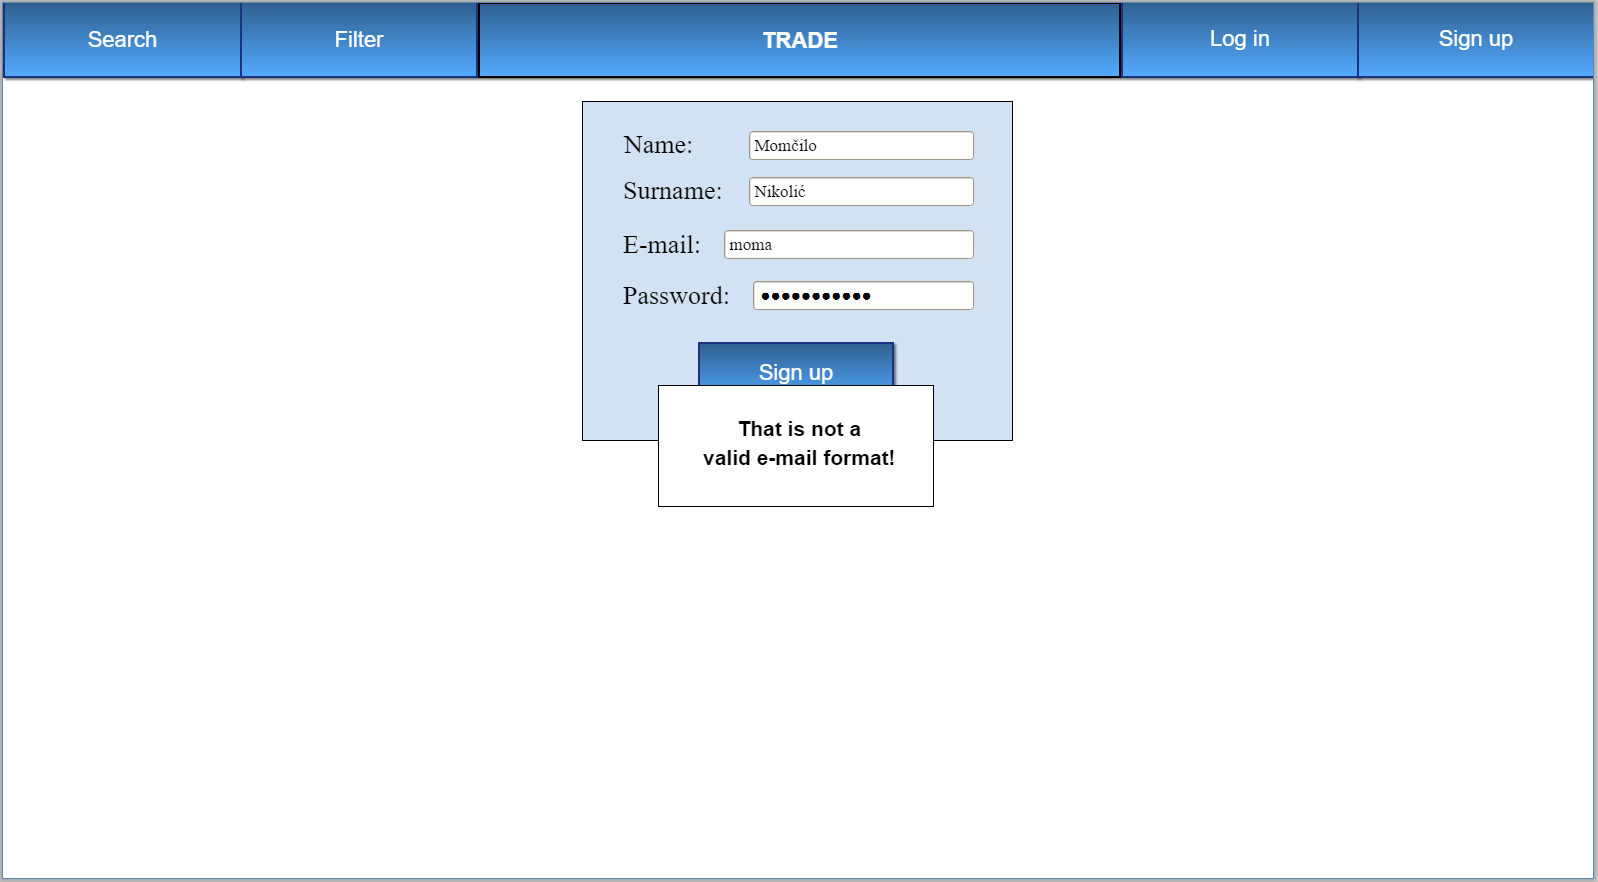 Search
Filter
TRADE
Log in
Sign up
Name:
Momčilo
Surname:
Nikolić
E-mail:
moma
Password:
●●●●●●●●●●●
Sign up
That is not a
valid e-mail format!